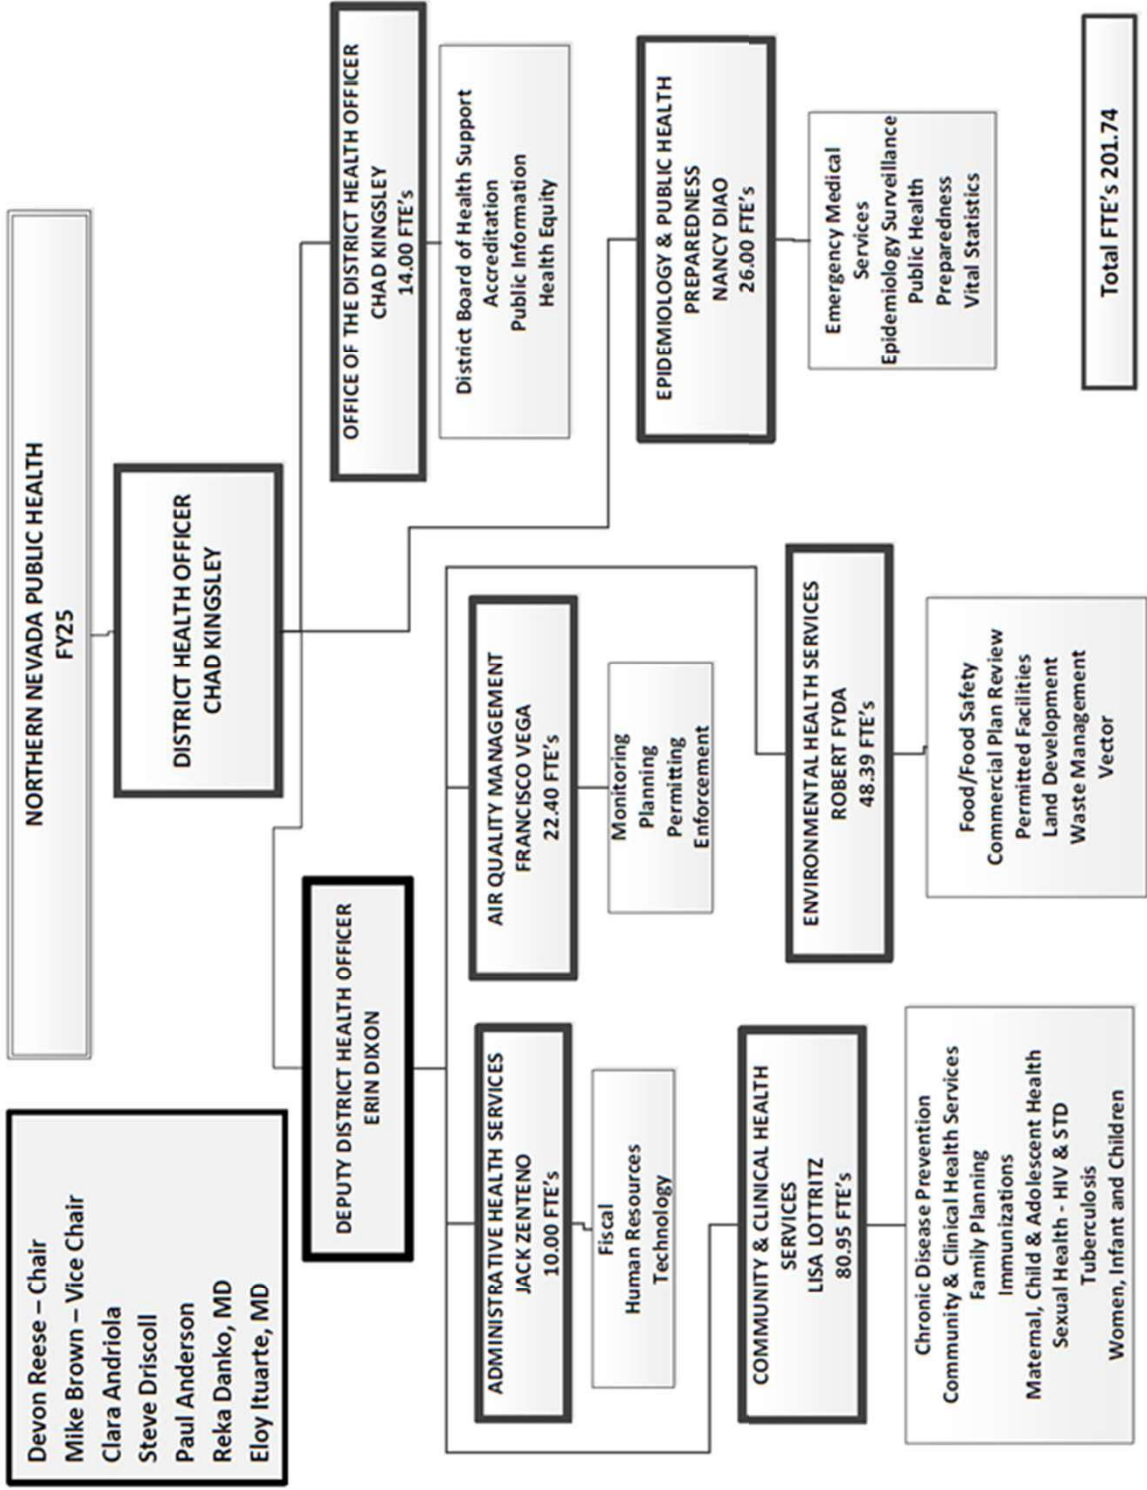 NORTHERN NEVADA PUBLIC HEALTH
FY25
Devon Reese – Chair
Mike Brown – Vice Chair
Clara Andriola
Steve Driscoll
Paul Anderson
Reka Danko, MD
Eloy Ituarte, MD
DISTRICT HEALTH OFFICER
CHAD KINGSLEY
DEPUTY DISTRICT HEALTH OFFICER
ERIN DIXON
OFFICE OF THE DISTRICT HEALTH OFFICER
CHAD KINGSLEY
14.00 FTE's
District Board of Health Support
Accreditation
Public Information
Health Equity
ADMINISTRATIVE HEALTH SERVICES
JACK ZENTENO
10.00 FTE's
Fiscal
Human Resources
Technology
AIR QUALITY MANAGEMENT
FRANCISCO VEGA
22.40 FTE's
Monitoring
Planning
Permitting
Enforcement
EPIDEMIOLOGY & PUBLIC HEALTH
PREPAREDNESS
NANCY DIAO
26.00 FTE's
Emergency Medical
Services
Epidemiology Surveillance
Public Health
Preparedness
Vital Statistics
COMMUNITY & CLINICAL HEALTH
SERVICES
LISA LOTTRITZ
80.95 FTE's
Chronic Disease Prevention
Community & Clinical Health Services
Family Planning
Immunizations
Maternal, Child & Adolescent Health
Sexual Health - HIV & STD
Tuberculosis
Women, Infant and Children
ENVIRONMENTAL HEALTH SERVICES
ROBERT FYDA
48.39 FTE's
Food/Food Safety
Commercial Plan Review
Permitted Facilities
Land Development
Waste Management
Vector
Total FTE's 201.74